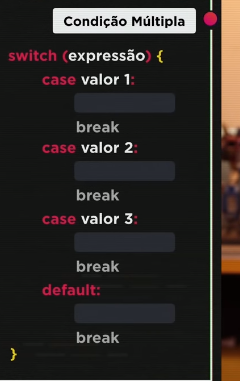 Condição Múltipla
switch (expressão) {
case valor 1:
break
case valor 2:
break
case valor 3:
break
default:
break
}